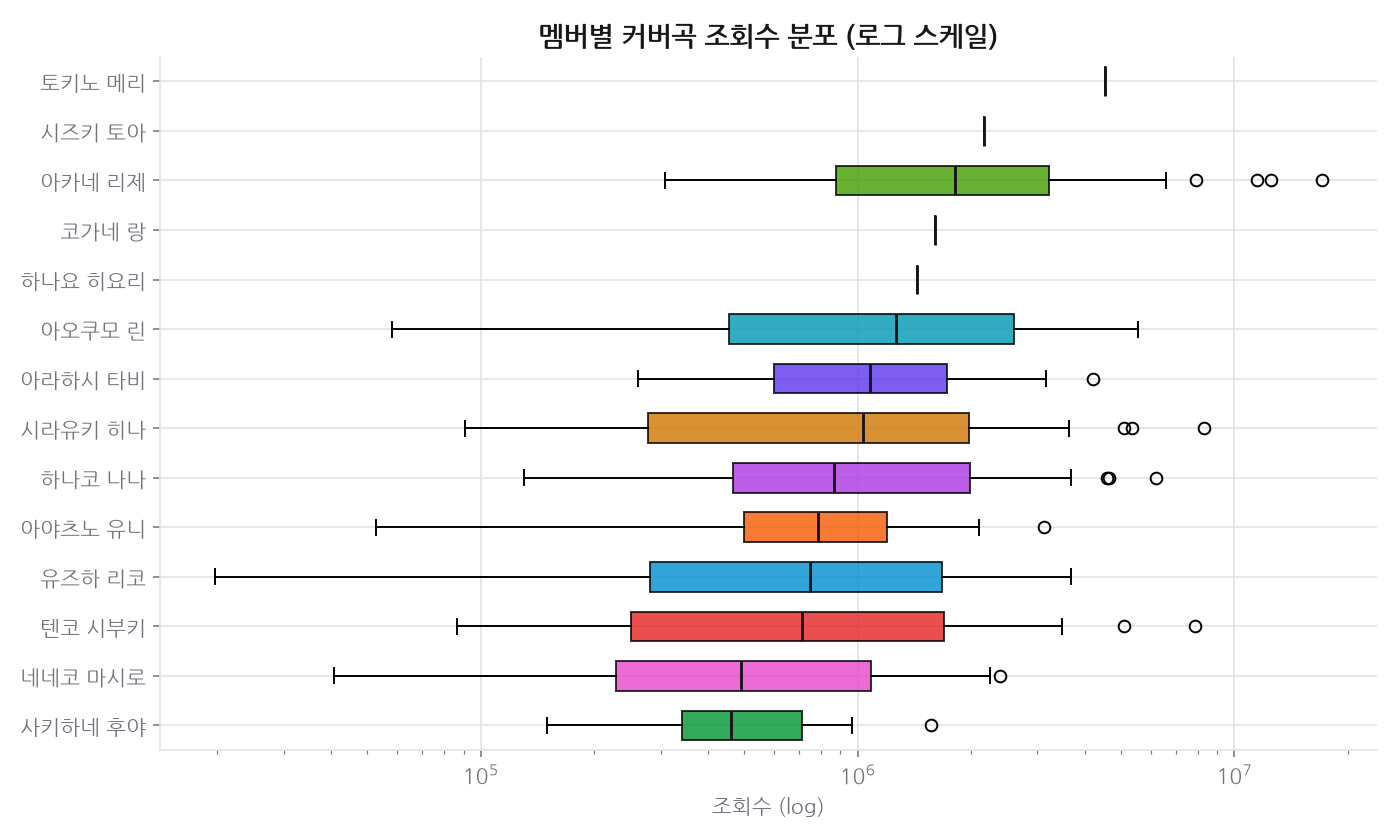 멤버별 커버곡 조회수 분포 (로그 스케일)
토키노 메리
시즈키 토아
아카네 리제
코가네 랑
하나요 히요리
아오쿠모 린
아라하시 타비
시라유키 히나
하나코 나나
아야츠노 유니
유즈하 리코
텐코 시부키
네네코 마시로
사키하네 후야
10⁵ 10⁶ 10⁷
조회수 (log)